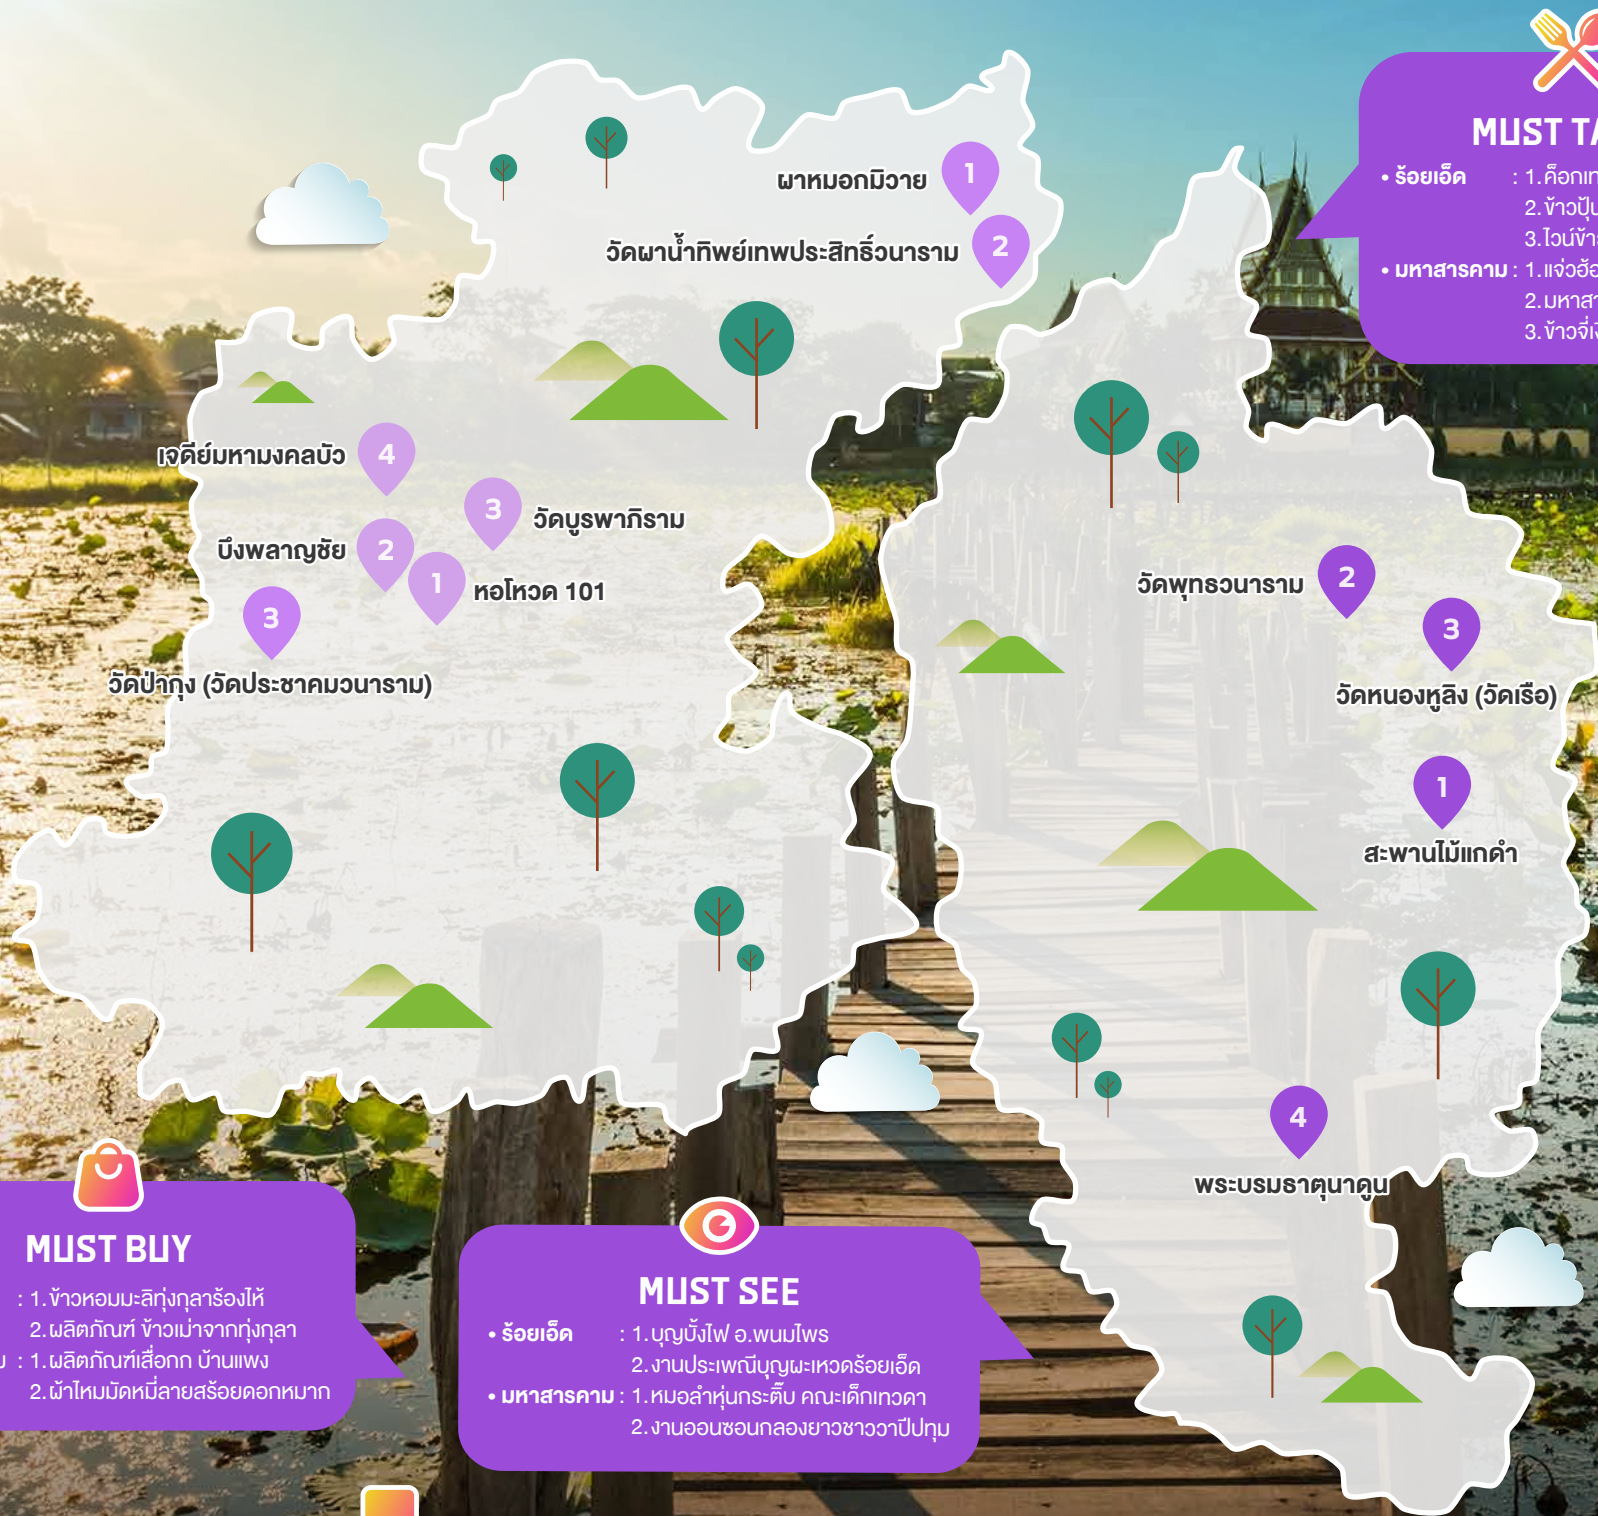 1
ผาหมอกมิวาย
2
วัดผาน้ำทิพย์เทพประสิทธิ์วนาราม
4
เจดีย์มหามงคลบัว
3
วัดบูรพาภิราม
2
บึงพลาญชัย
1
หอโหวด 101
3
วัดป่ากุง (วัดประชาคมวนาราม)
2
วัดพุทธวนาราม
3
วัดหนองหูลิง (วัดเรือ)
1
สะพานไม้แกดำ
4
พระบรมธาตุนาดูน
MUST TA
• ร้อยเอ็ด : 1.ค็อกเท
2.ข้าวปุ้น
3.ไวน์ข้า
• มหาสารคาม : 1.แจ่วฮ้อ
2.มหาสา
3.ข้าวจี่
MUST BUY
: 1.ข้าวหอมมะลิทุ่งกุลาร้องไห้
2.ผลิตภัณฑ์ ข้าวเม่าจากทุ่งกุลา
ม : 1.ผลิตภัณฑ์เสื่อกก บ้านแพง
2.ผ้าไหมมัดหมี่ลายสร้อยดอกหมาก
MUST SEE
• ร้อยเอ็ด : 1.บุญบั้งไฟ อ.พนมไพร
2.งานประเพณีบุญผะเหวดร้อยเอ็ด
• มหาสารคาม : 1.หมอลำหุ่นกระติ๊บ คณะเด็กเทวดา
2.งานออนซอนกลองยาวชาววาปีปทุม